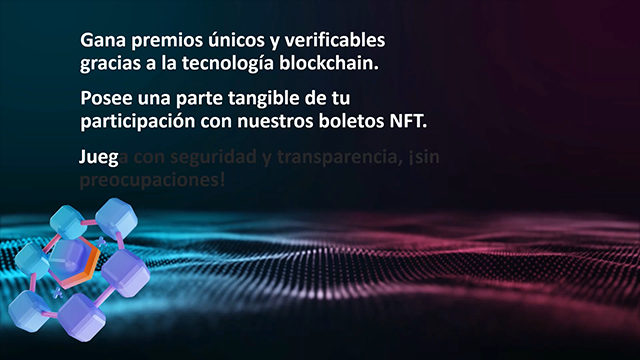 Gana premios únicos y verificables
gracias a la tecnología blockchain.
Posee una parte tangible de tu
participación con nuestros boletos NFT.
Juega con seguridad y transparencia, ¡sin
preocupaciones!